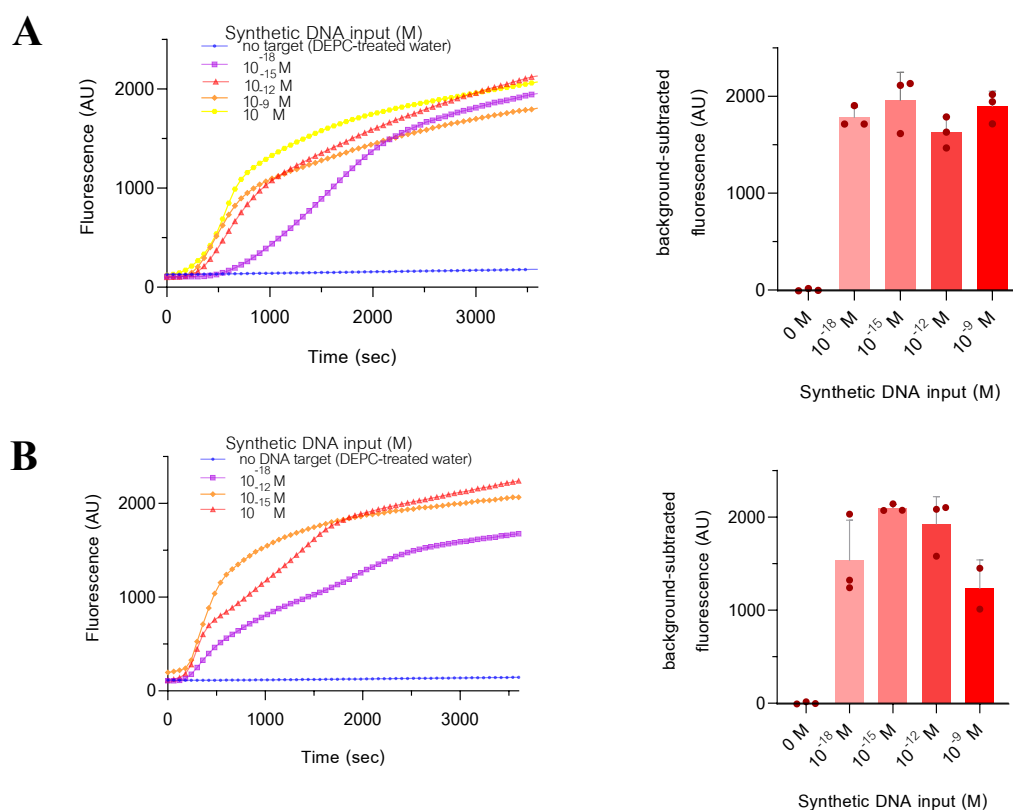 A
Synthetic DNA input (M)
no target (DEPC-treated water)
10^-18 M
10^-15 M
10^-12 M
10^-9 M
Fluorescence (AU)
2000
1000
0
0 1000 2000 3000
Time (sec)
background-subtracted
fluorescence (AU)
2000
1000
0
0 M
10^-18 M
10^-15 M
10^-12 M
10^-9 M
Synthetic DNA input (M)
B
Synthetic DNA input (M)
no DNA target (DEPC-treated water)
10^-18 M
10^-12 M
10^-15 M
Fluorescence (AU)
2000
1000
0
0 1000 2000 3000
Time (sec)
background-subtracted
fluorescence (AU)
2000
1000
0
0 M
10^-18 M
10^-15 M
10^-12 M
10^-9 M
Synthetic DNA input (M)